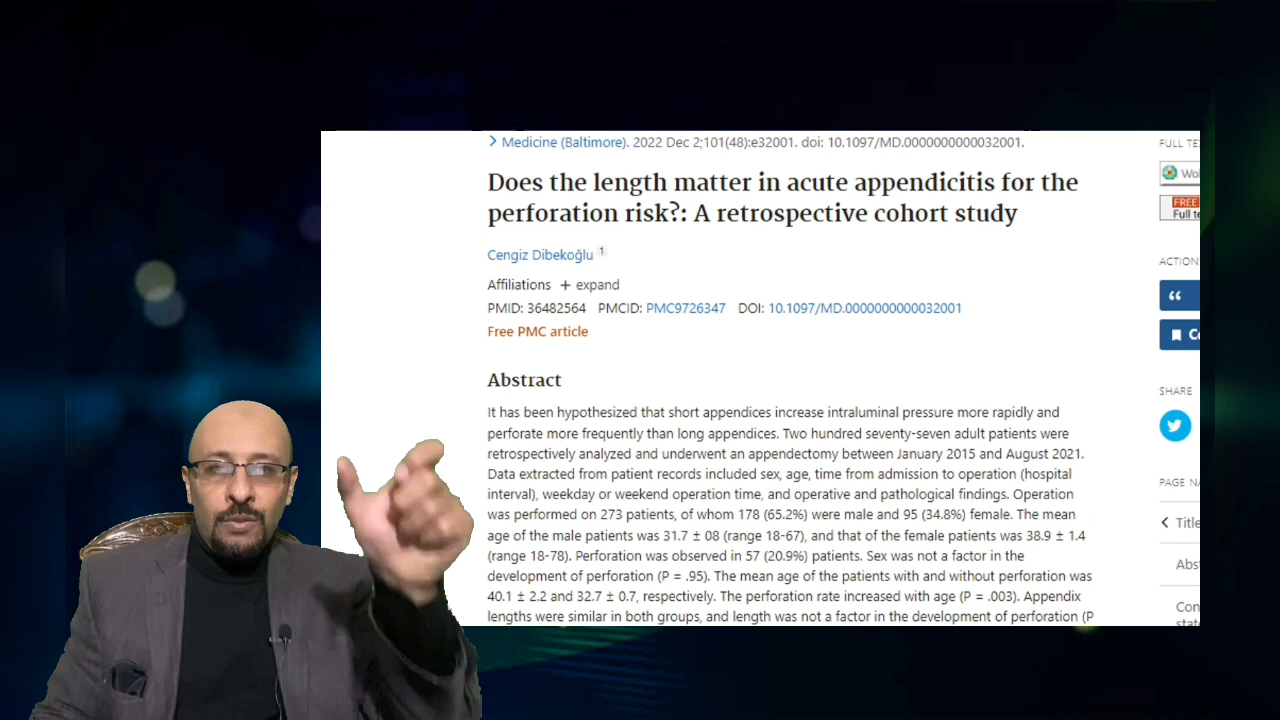 Medicine (Baltimore). 2022 Dec 2;101(48):e32001. doi: 10.1097/MD.0000000000032001.
Does the length matter in acute appendicitis for the
perforation risk?: A retrospective cohort study
Cengiz Dibekoğlu 1
Affiliations + expand
PMID: 36482564 PMCID: PMC9726347 DOI: 10.1097/MD.0000000000032001
Free PMC article
Abstract
It has been hypothesized that short appendices increase intraluminal pressure more rapidly and
perforate more frequently than long appendices. Two hundred seventy-seven adult patients were
retrospectively analyzed and underwent an appendectomy between January 2015 and August 2021.
Data extracted from patient records included sex, age, time from admission to operation (hospital
interval), weekday or weekend operation time, and operative and pathological findings. Operation
was performed on 273 patients, of whom 178 (65.2%) were male and 95 (34.8%) female. The mean
age of the male patients was 31.7 ± 08 (range 18-67), and that of the female patients was 38.9 ± 1.4
(range 18-78). Perforation was observed in 57 (20.9%) patients. Sex was not a factor in the
development of perforation (P = .95). The mean age of the patients with and without perforation was
40.1 ± 2.2 and 32.7 ± 0.7, respectively. The perforation rate increased with age (P = .003). Appendix
lengths were similar in both groups, and length was not a factor in the development of perforation (P
FULL TE
Wo
FREE
Full te
ACTION
C
SHARE
PAGE NA
Title
Abs
Con
state